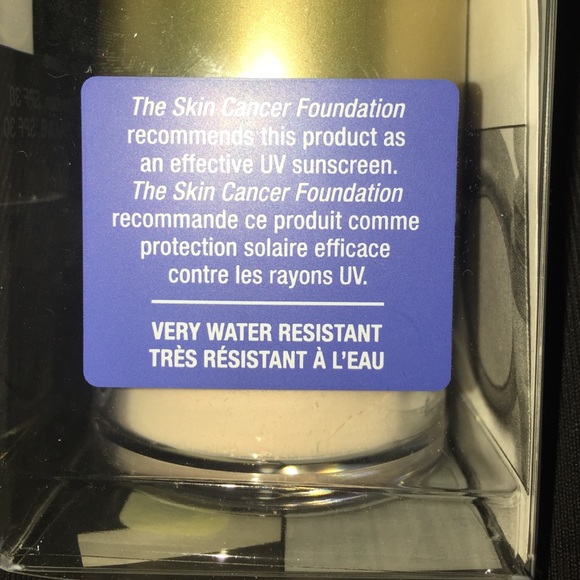 The Skin Cancer Foundation
recommends this product as
an effective UV sunscreen.
The Skin Cancer Foundation
recommande ce produit comme
protection solaire efficace
contre les rayons UV.
VERY WATER RESISTANT
TRÈS RÉSISTANT À L'EAU